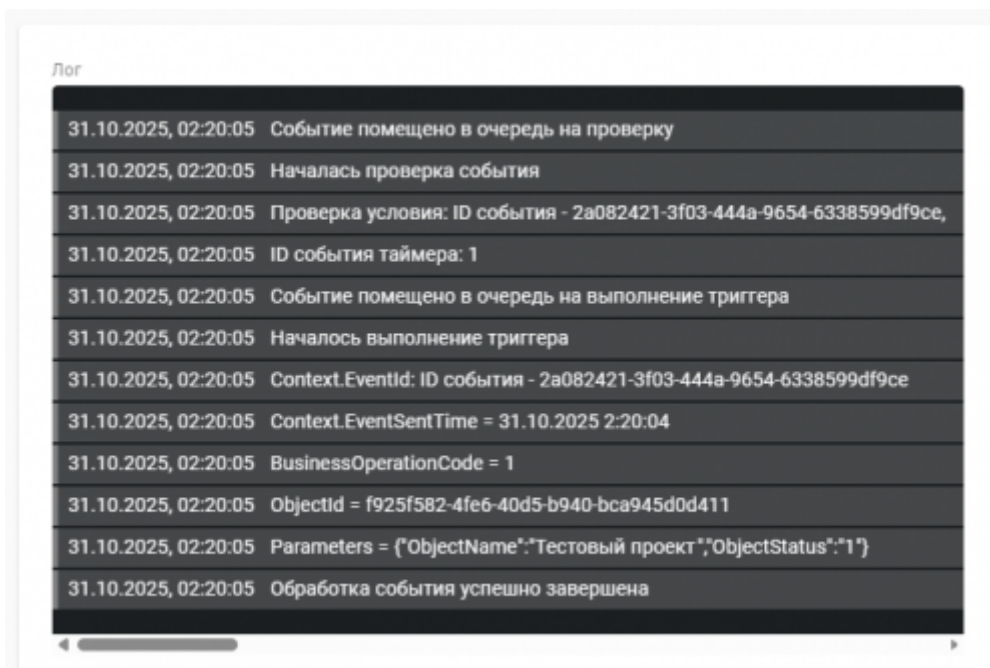 Лог
31.10.2025, 02:20:05 Событие помещено в очередь на проверку
31.10.2025, 02:20:05 Началась проверка события
31.10.2025, 02:20:05 Проверка условия: ID события - 2a082421-3f03-444a-9654-6338599df9ce,
31.10.2025, 02:20:05 ID события таймера: 1
31.10.2025, 02:20:05 Событие помещено в очередь на выполнение триггера
31.10.2025, 02:20:05 Началось выполнение триггера
31.10.2025, 02:20:05 Context.EventId: ID события - 2a082421-3f03-444a-9654-6338599df9ce
31.10.2025, 02:20:05 Context.EventSentTime = 31.10.2025 2:20:04
31.10.2025, 02:20:05 BusinessOperationCode = 1
31.10.2025, 02:20:05 ObjectId = f925f582-4fe6-40d5-b940-bca945d0d411
31.10.2025, 02:20:05 Parameters = {"ObjectName":"Тестовый проект","ObjectStatus":"1"}
31.10.2025, 02:20:05 Обработка события успешно завершена